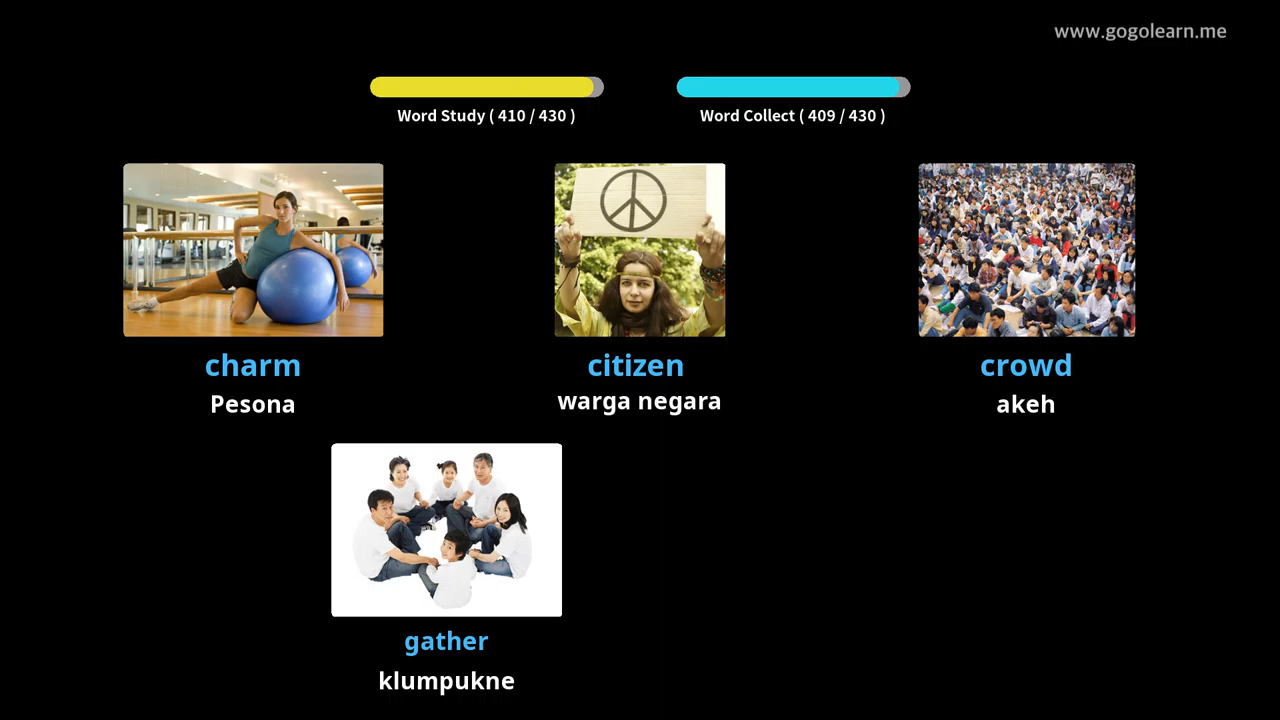 www.gogolearn.me
Word Study ( 410 / 430 )
Word Collect ( 409 / 430 )
charm
Pesona
citizen
warga negara
crowd
akeh
gather
klumpukne